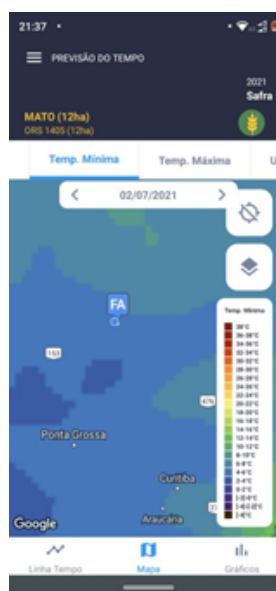 21:37
PREVISÃO DO TEMPO
2021
Safra
MATO (12ha)
ORS 1405 (12ha)
Temp. Mínima
Temp. Máxima
U
02/07/2021
FA
153
476
Ponta Grossa
Curitiba
Araucária
Google
Temp. Mínima
38°C
36-38°C
34-36°C
32-34°C
30-32°C
28-30°C
26-28°C
24-26°C
22-24°C
20-22°C
18-20°C
16-18°C
14-16°C
12-14°C
10-12°C
8-10°C
6-8°C
4-6°C
2-4°C
0-2°C
Linha Tempo
Mapa
Gráficos